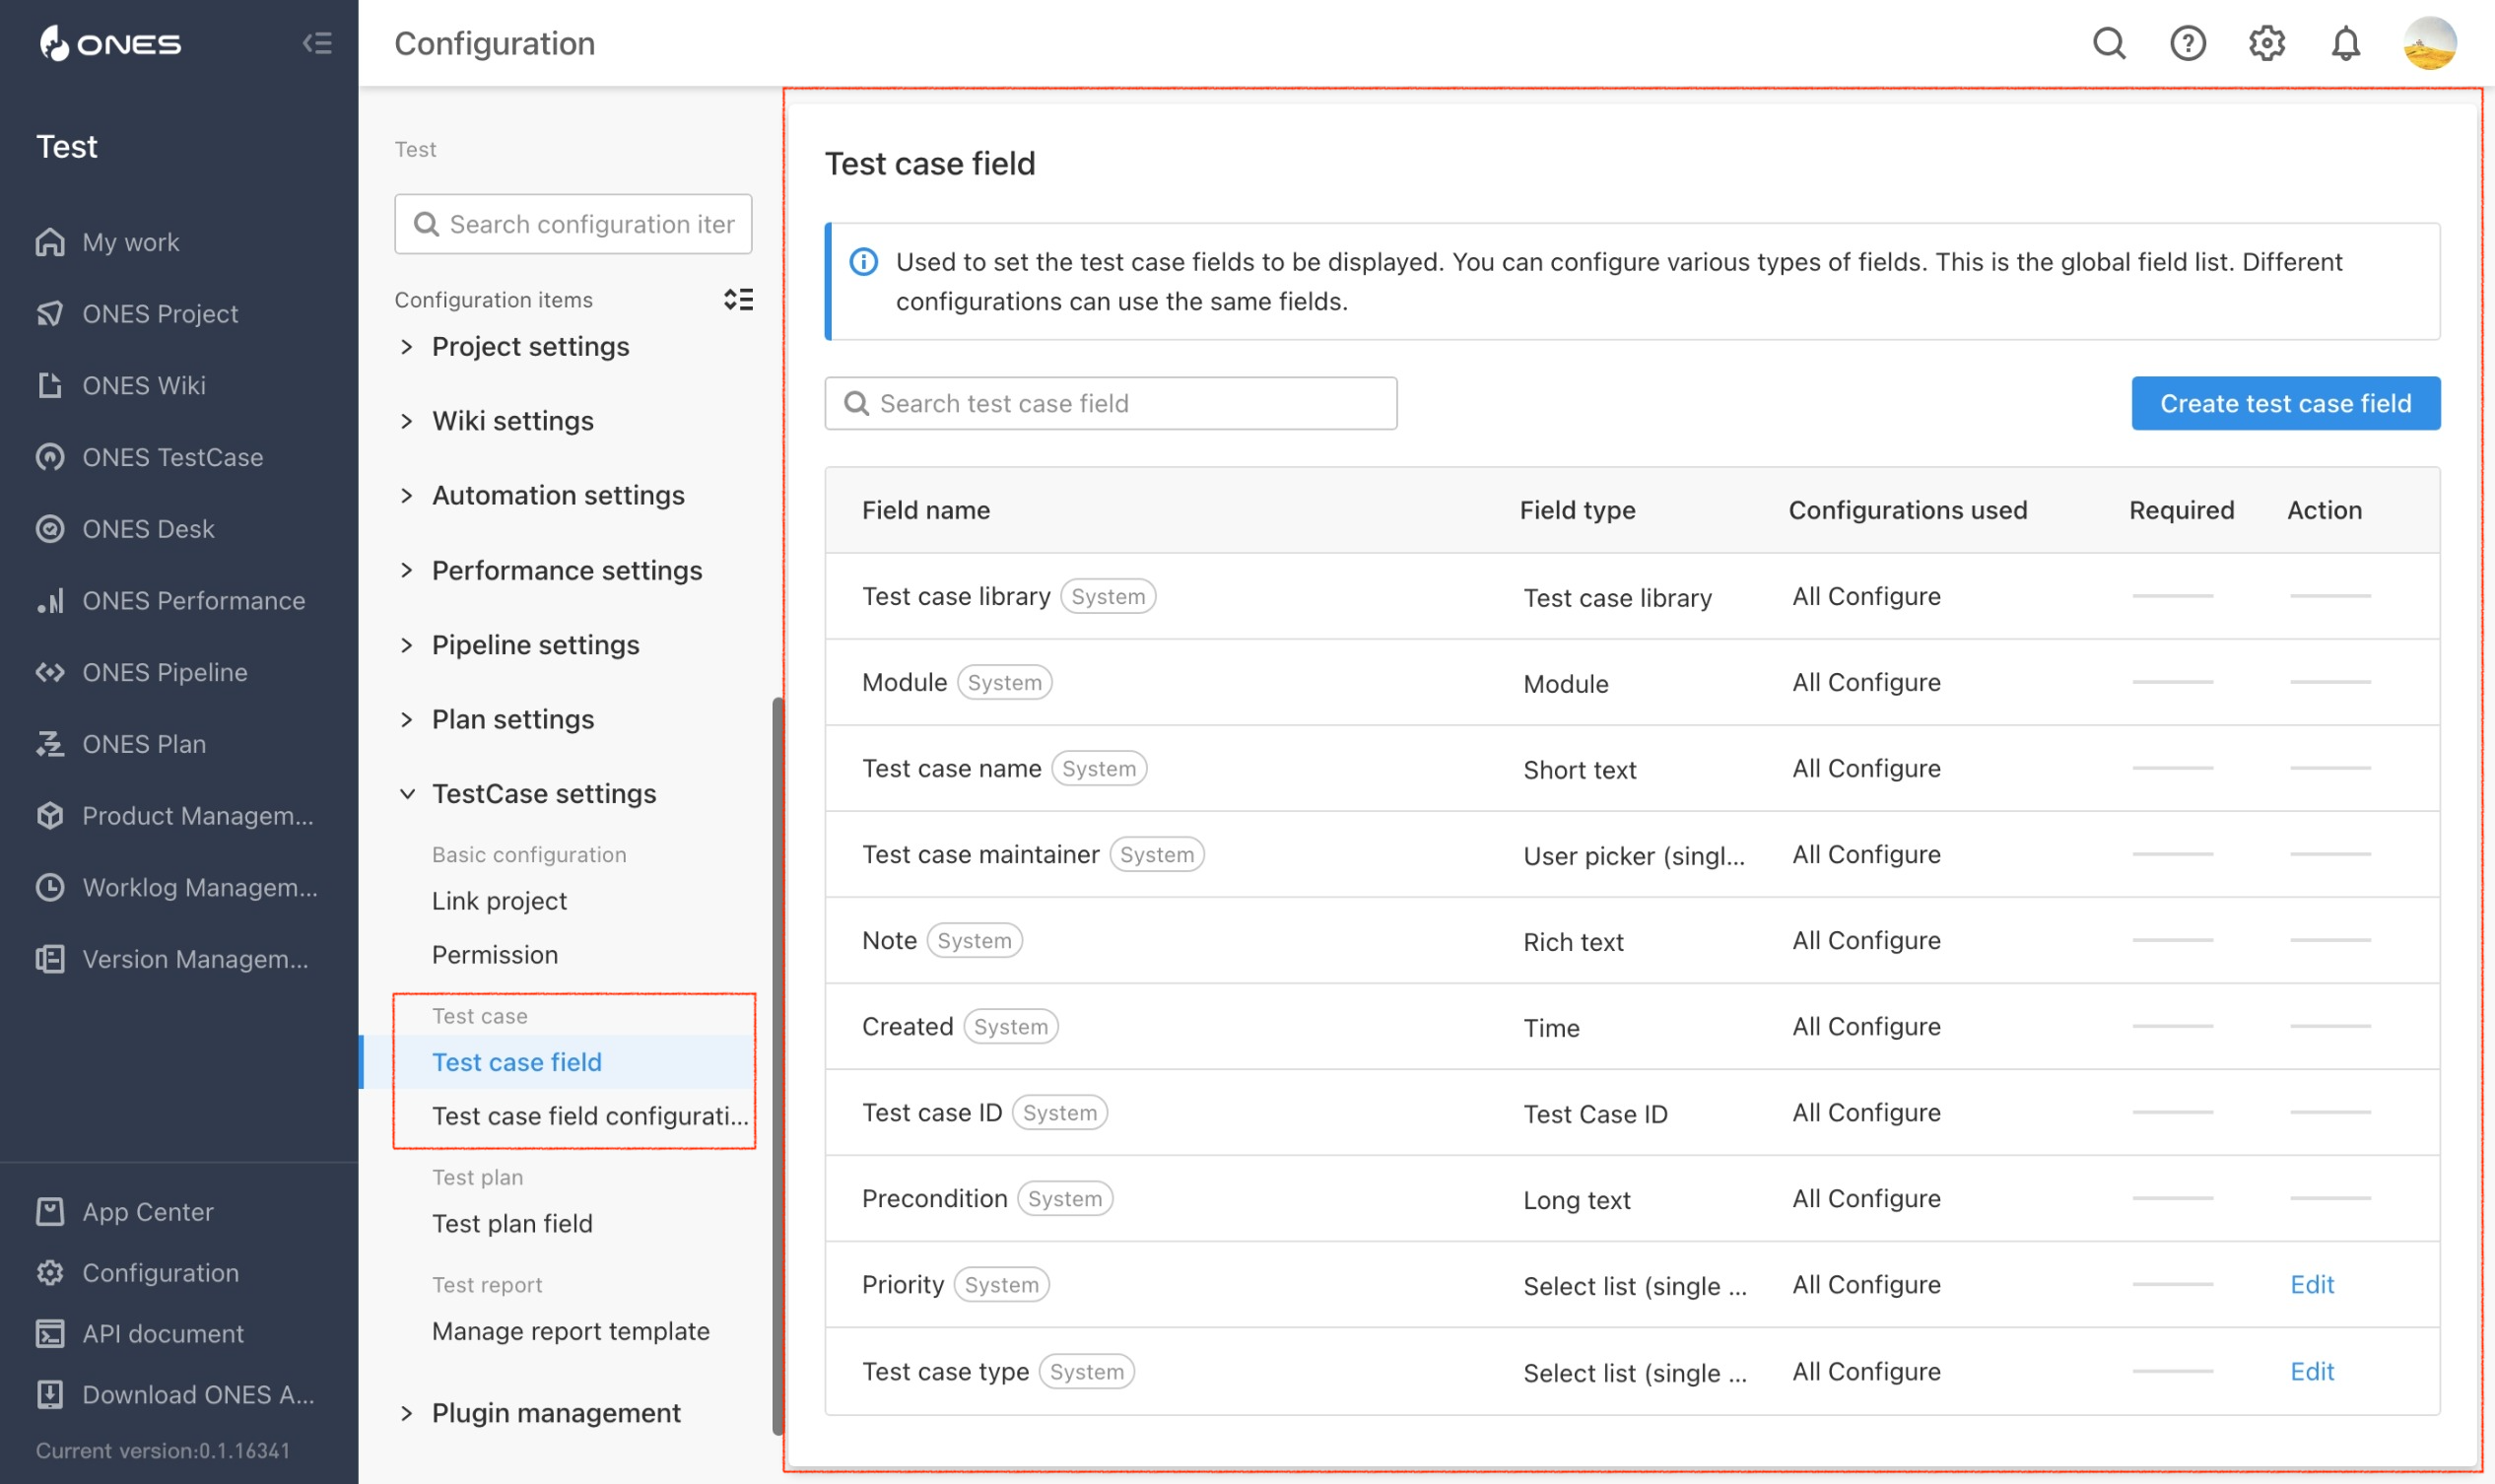 ONES
Configuration
Test
My work
ONES Project
ONES Wiki
ONES TestCase
ONES Desk
ONES Performance
ONES Pipeline
ONES Plan
Product Managem...
Worklog Managem...
Version Managem...
App Center
Configuration
API document
Download ONES A...
Current version:0.1.16341
Test
Search configuration iter
Configuration items
Project settings
Wiki settings
Automation settings
Performance settings
Pipeline settings
Plan settings
TestCase settings
Basic configuration
Link project
Permission
Test case
Test case field
Test case field configurati...
Test plan
Test plan field
Test report
Manage report template
Plugin management
Test case field
Used to set the test case fields to be displayed. You can configure various types of fields. This is the global field list. Different
configurations can use the same fields.
Search test case field
Create test case field
Field name Field type Configurations used Required Action
Test case library System Test case library All Configure
Module System Module All Configure
Test case name System Short text All Configure
Test case maintainer System User picker (singl... All Configure
Note System Rich text All Configure
Created System Time All Configure
Test case ID System Test Case ID All Configure
Precondition System Long text All Configure
Priority System Select list (single ... All Configure Edit
Test case type System Select list (single ... All Configure Edit